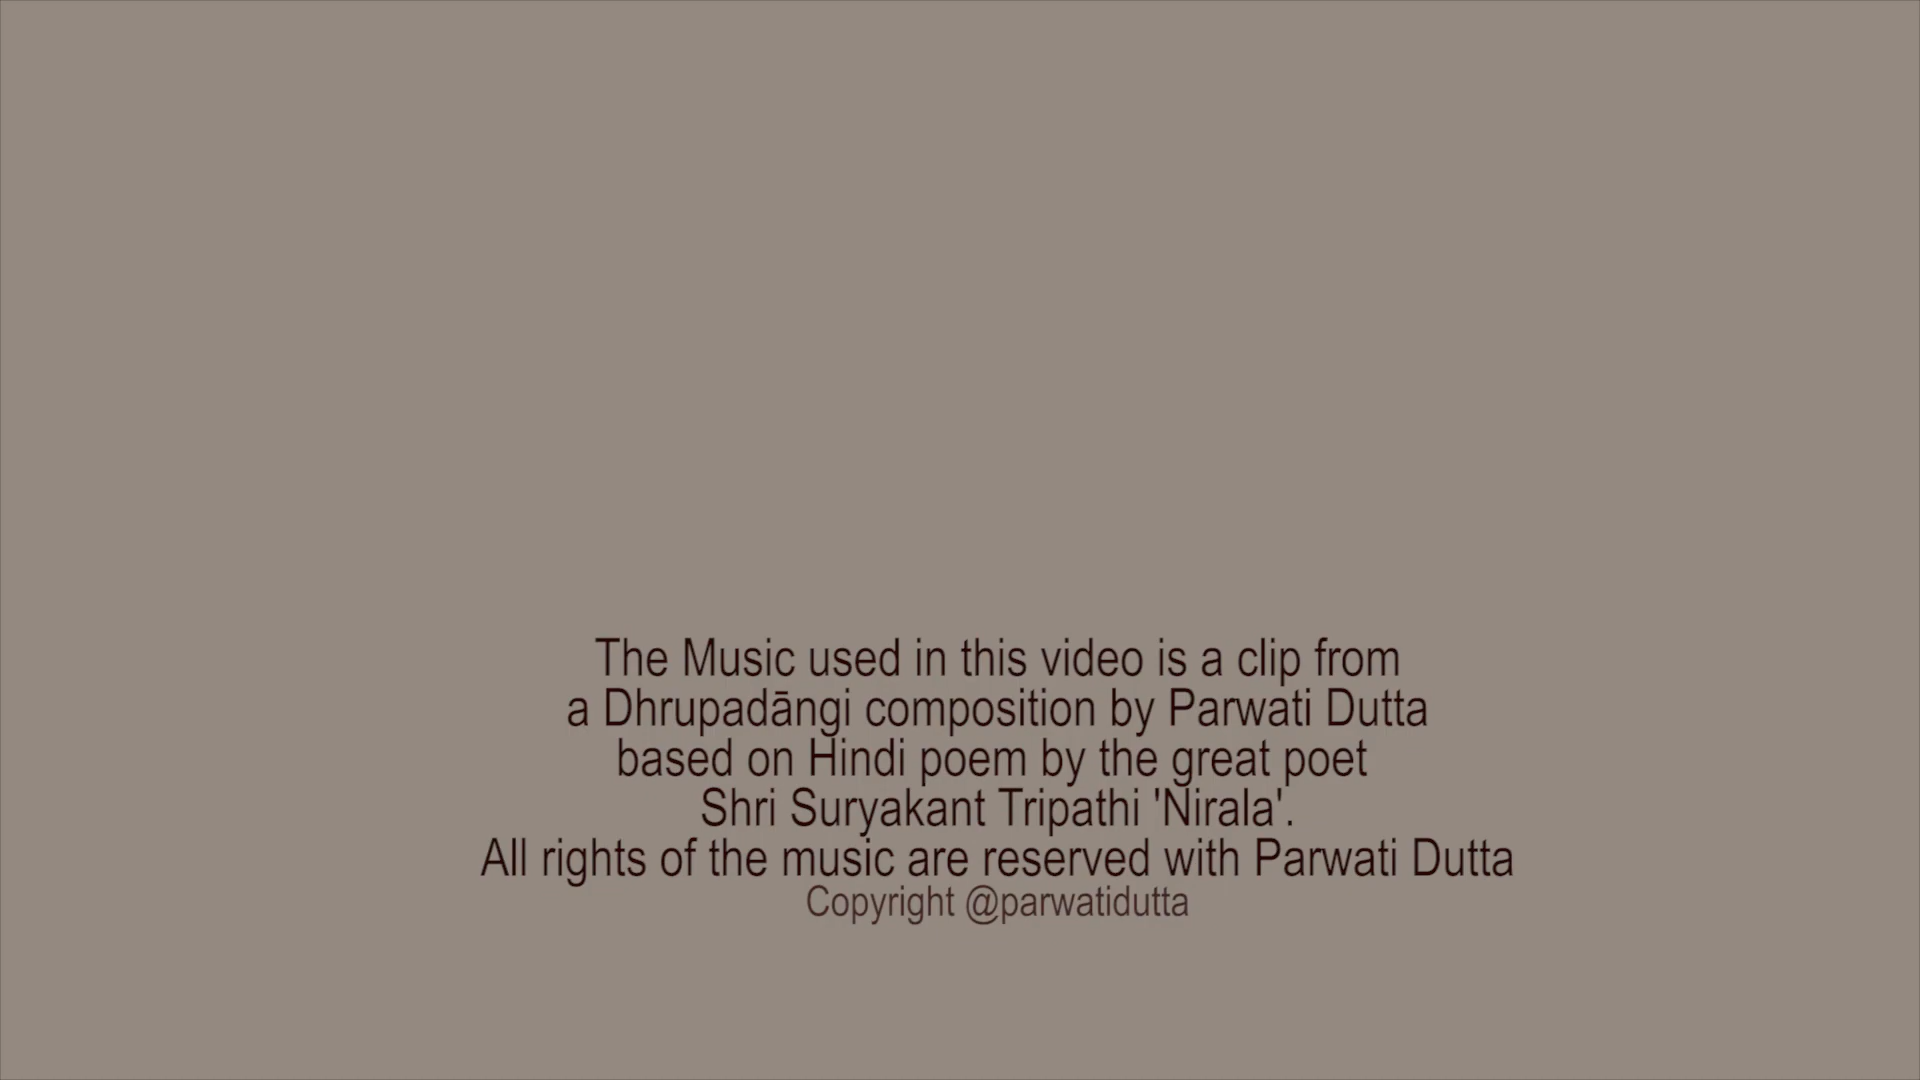 The Music used in this video is a clip from
a Dhrupadāngi composition by Parwati Dutta
based on Hindi poem by the great poet
Shri Suryakant Tripathi 'Nirala'.
All rights of the music are reserved with Parwati Dutta
Copyright @parwatidutta